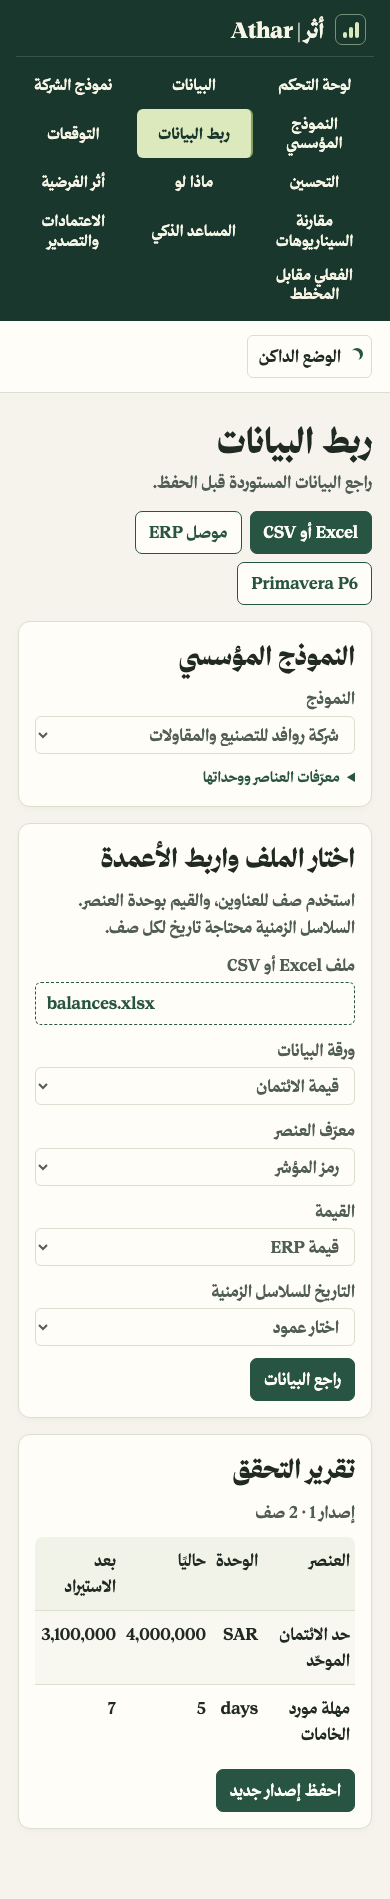 أثر | Athar
لوحة التحكم
البيانات
نموذج الشركة
النموذج المؤسسي
ربط البيانات
التوقعات
التحسين
ماذا لو
أثر الفرضية
مقارنة السيناريوهات
المساعد الذكي
الاعتمادات والتصدير
الفعلي مقابل المخطط
الوضع الداكن
ربط البيانات
راجع البيانات المستوردة قبل الحفظ.
Excel أو CSV
موصل ERP
Primavera P6
النموذج المؤسسي
النموذج
شركة روافد للتصنيع والمقاولات
معرّفات العناصر ووحداتها
اختار الملف واربط الأعمدة
استخدم صف للعناوين، والقيم بوحدة العنصر.
السلاسل الزمنية محتاجة تاريخ لكل صف.
ملف Excel أو CSV
balances.xlsx
ورقة البيانات
قيمة الائتمان
معرّف العنصر
رمز المؤشر
القيمة
قيمة ERP
التاريخ للسلاسل الزمنية
اختار عمود
راجع البيانات
تقرير التحقق
إصدار 1 · 2 صف
العنصر الوحدة حاليًا بعد الاستيراد
حد الائتمان الموحّد SAR 4,000,000 3,100,000
مهلة مورد الخامات days 5 7
احفظ إصدار جديد